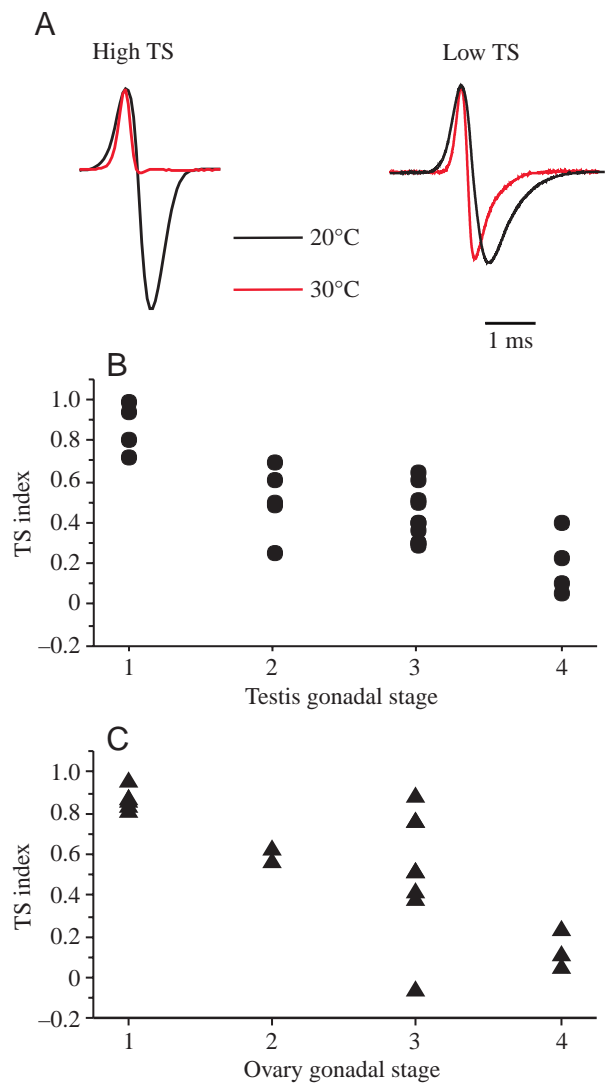 A
High TS
Low TS
20°C
30°C
1 ms
B
1.0
0.8
0.6
0.4
0.2
0
–0.2
TS index
1 2 3 4
Testis gonadal stage
C
1.0
0.8
0.6
0.4
0.2
0
–0.2
TS index
1 2 3 4
Ovary gonadal stage